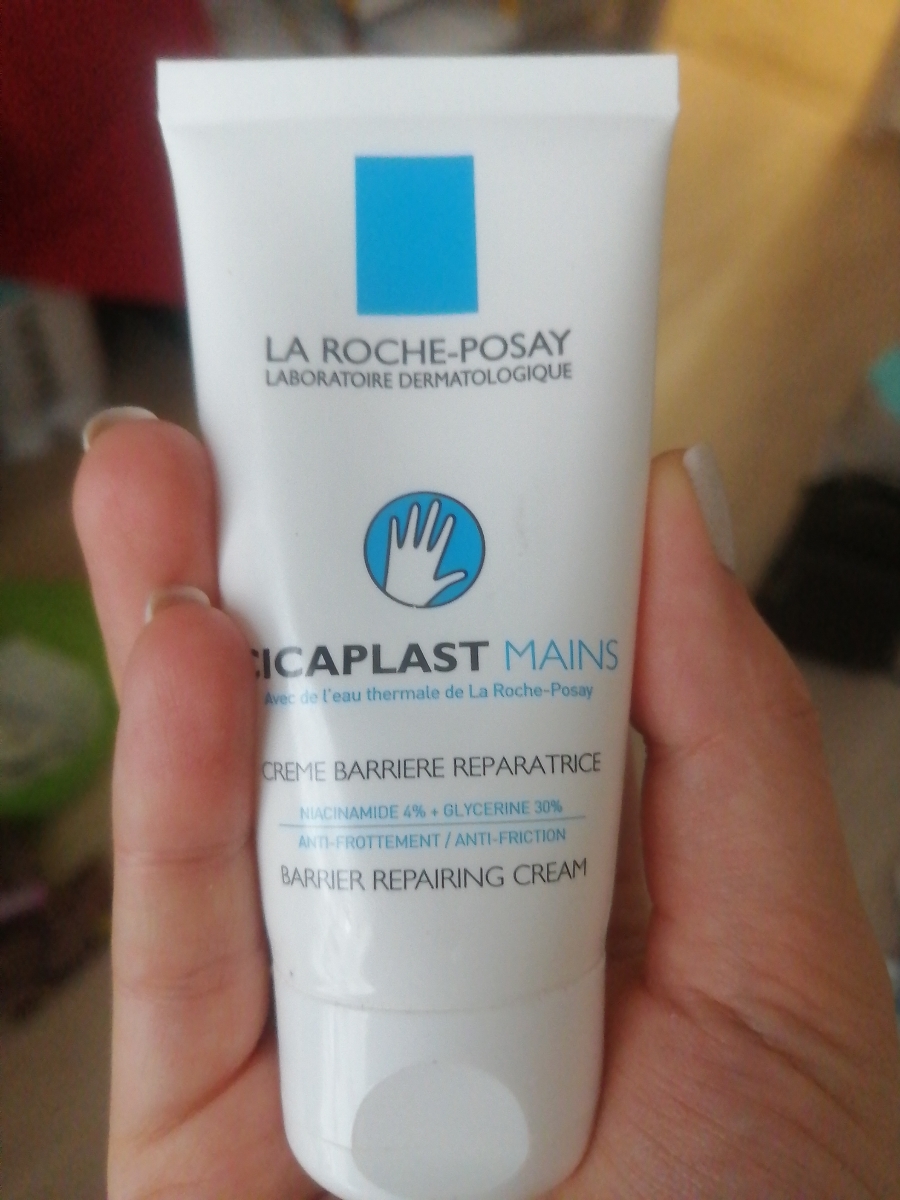 LA ROCHE-POSAY
LABORATOIRE DERMATOLOGIQUE
CICAPLAST MAINS
Avec de l'eau thermale de La Roche-Posay
CREME BARRIERE REPARATRICE
NIACINAMIDE 4% + GLYCERINE 30%
ANTI-FROTTEMENT / ANTI-FRICTION
BARRIER REPAIRING CREAM